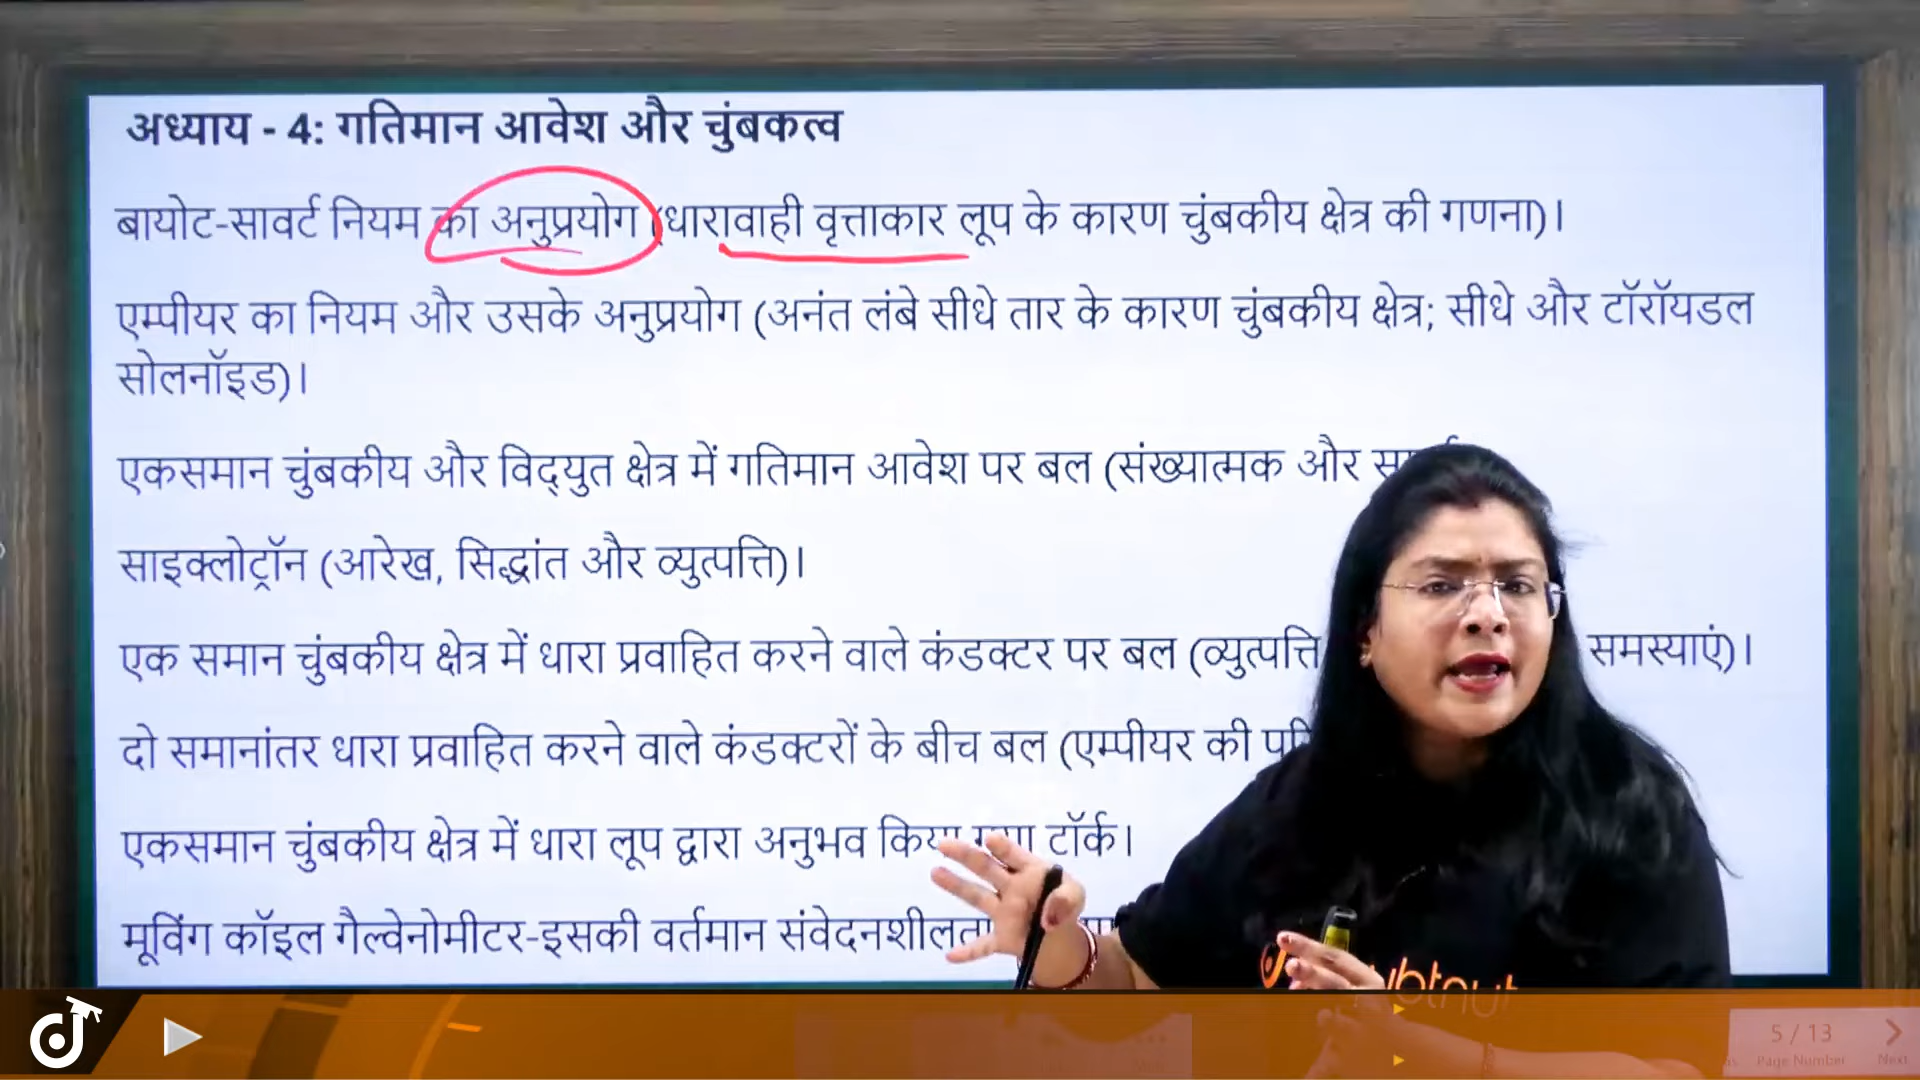 अध्याय - 4: गतिमान आवेश और चुंबकत्व
बायोट-सावर्ट नियम का अनुप्रयोग (धारावाही वृत्ताकार लूप के कारण चुंबकीय क्षेत्र की गणना)।
एम्पीयर का नियम और उसके अनुप्रयोग (अनंत लंबे सीधे तार के कारण चुंबकीय क्षेत्र; सीधे और टॉरॉयडल
सोलनॉइड)।
एकसमान चुंबकीय और विद्युत क्षेत्र में गतिमान आवेश पर बल (संख्यात्मक और
साइक्लोट्रॉन (आरेख, सिद्धांत और व्युत्पत्ति)।
एक समान चुंबकीय क्षेत्र में धारा प्रवाहित करने वाले कंडक्टर पर बल (व्युत्पत्ति समस्याएं)।
दो समानांतर धारा प्रवाहित करने वाले कंडक्टरों के बीच बल (एम्पीयर की
एकसमान चुंबकीय क्षेत्र में धारा लूप द्वारा अनुभव टॉर्क।
मूविंग कॉइल गैल्वेनोमीटर-इसकी वर्तमान
5 / 13
Page Number
Next